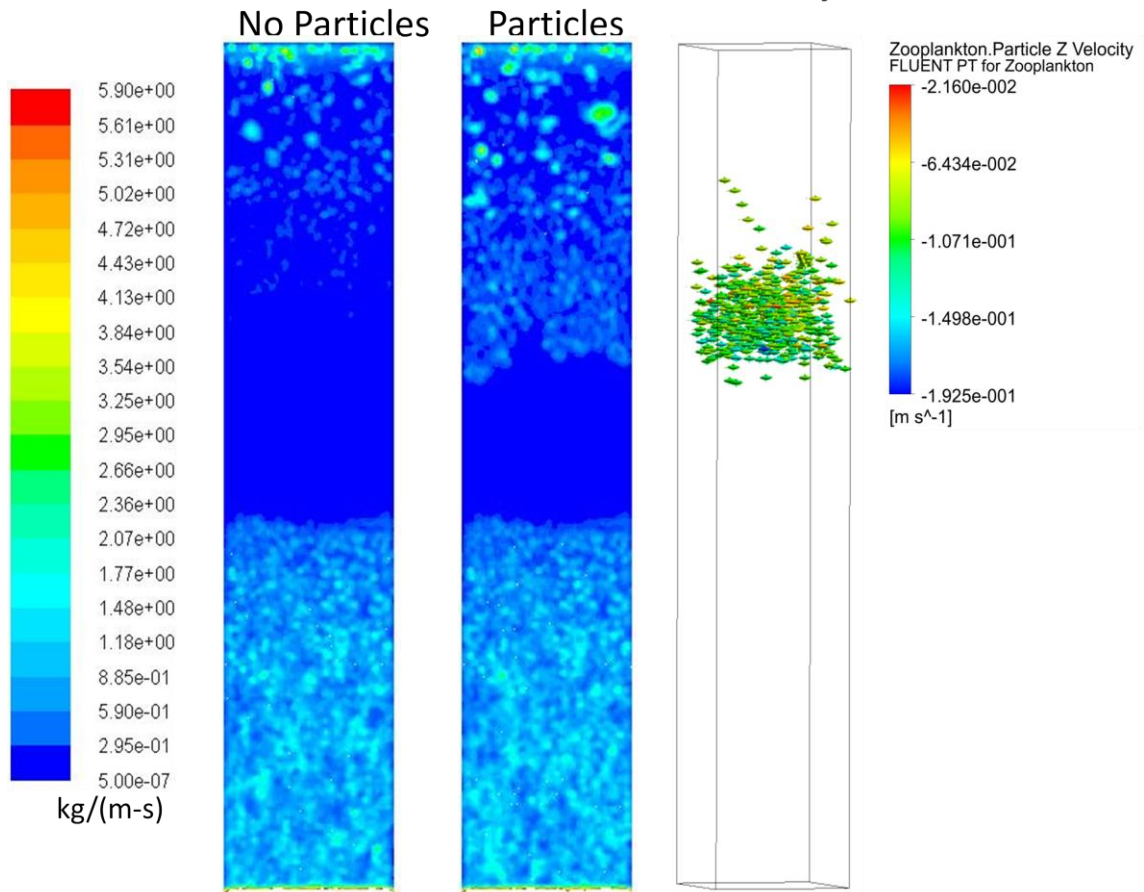 No Particles
Particles
5.90e+00
5.61e+00
5.31e+00
5.02e+00
4.72e+00
4.43e+00
4.13e+00
3.84e+00
3.54e+00
3.25e+00
2.95e+00
2.66e+00
2.36e+00
2.07e+00
1.77e+00
1.48e+00
1.18e+00
8.85e-01
5.90e-01
2.95e-01
5.00e-07
kg/(m-s)
Zooplankton.Particle Z Velocity
FLUENT PT for Zooplankton
-2.160e-002
-6.434e-002
-1.071e-001
-1.498e-001
-1.925e-001
[m s^-1]